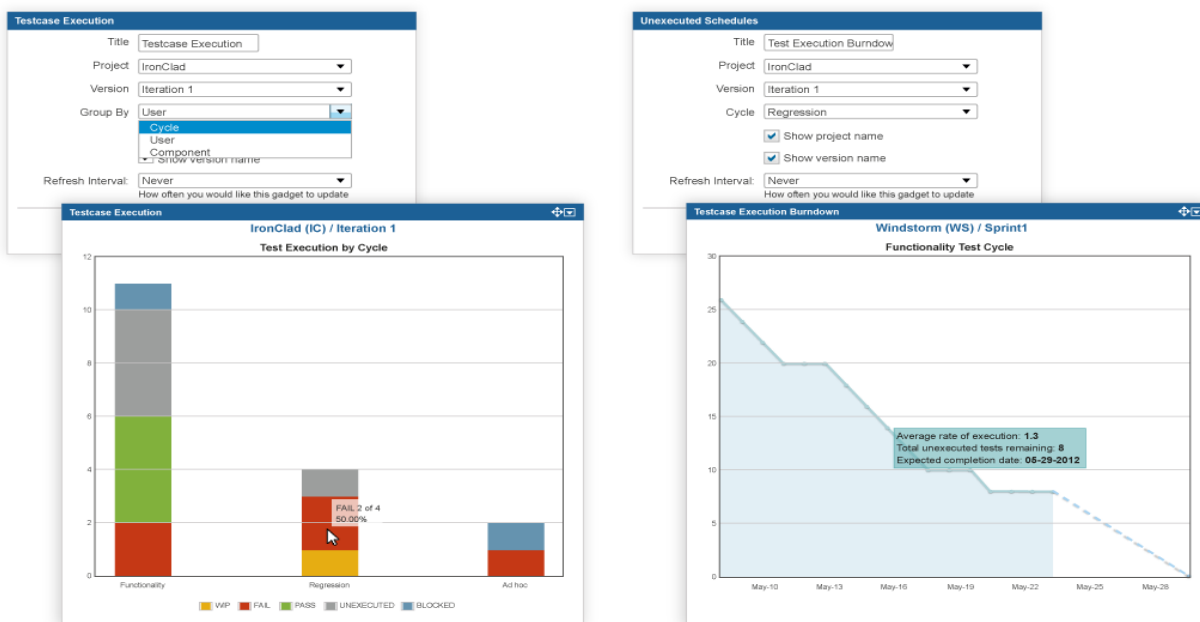 Testcase Execution
Title Testcase Execution
Project IronClad
Version Iteration 1
Group By User
Cycle
User
Component
Show version name
Refresh Interval: Never
How often you would like this gadget to update
Unexecuted Schedules
Title Test Execution Burndow
Project IronClad
Version Iteration 1
Cycle Regression
Show project name
Show version name
Refresh Interval: Never
How often you would like this gadget to update
Testcase Execution
IronClad (IC) / Iteration 1
Test Execution by Cycle
12
10
8
6
4
2
0
FAIL 2 of 4
50.00%
Functionality Regression Ad hoc
WIP FAIL PASS UNEXECUTED BLOCKED
Testcase Execution Burndown
Windstorm (WS) / Sprint1
Functionality Test Cycle
30
25
20
15
10
5
0
Average rate of execution: 1.3
Total unexecuted tests remaining: 8
Expected completion date: 05-29-2012
May-10 May-13 May-16 May-19 May-22 May-25 May-28